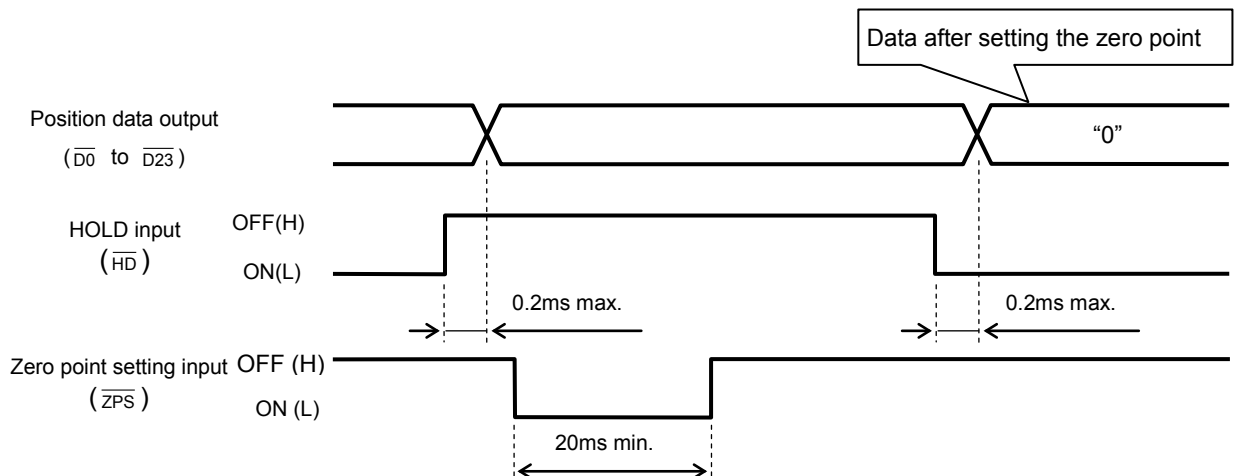 Data after setting the zero point
Position data output
(D0 to D23)
“0”
HOLD input
(HD)
OFF(H)
ON(L)
0.2ms max.
0.2ms max.
Zero point setting input
(ZPS)
OFF (H)
ON (L)
20ms min.